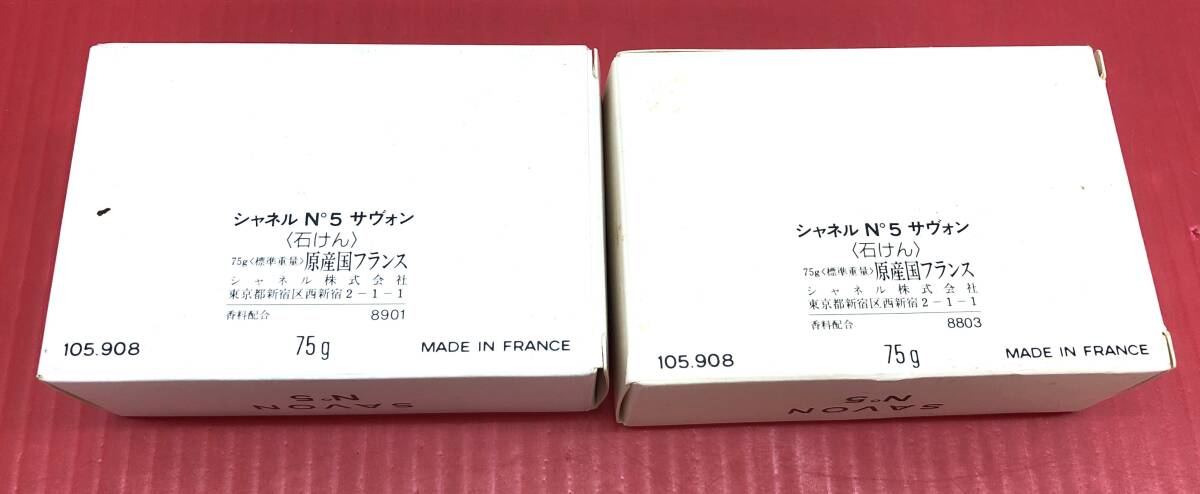 シャネル N°5 サヴォン
〈石けん〉
75g〈標準重量〉原産国フランス
シャネル株式会社
東京都新宿区西新宿2-1-1
香料配合 8901
105.908 75g MADE IN FRANCE
SAVON
N°5
シャネル N°5 サヴォン
〈石けん〉
75g〈標準重量〉原産国フランス
シャネル株式会社
東京都新宿区西新宿2-1-1
香料配合 8803
105.908 75g MADE IN FRANCE
SAVON
N°5